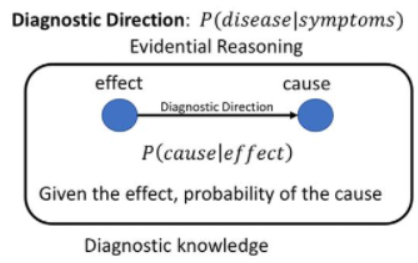 Diagnostic Direction: P(disease|symptoms)
Evidential Reasoning
effect cause
Diagnostic Direction
P(cause|effect)
Given the effect, probability of the cause
Diagnostic knowledge